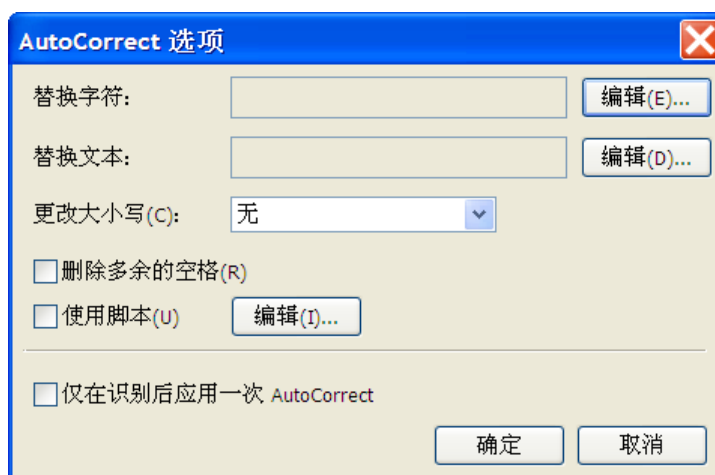 AutoCorrect 选项
替换字符: 编辑(E)...
替换文本: 编辑(D)...
更改大小写(C): 无
删除多余的空格(R)
使用脚本(U) 编辑(I)...
仅在识别后应用一次 AutoCorrect
确定 取消